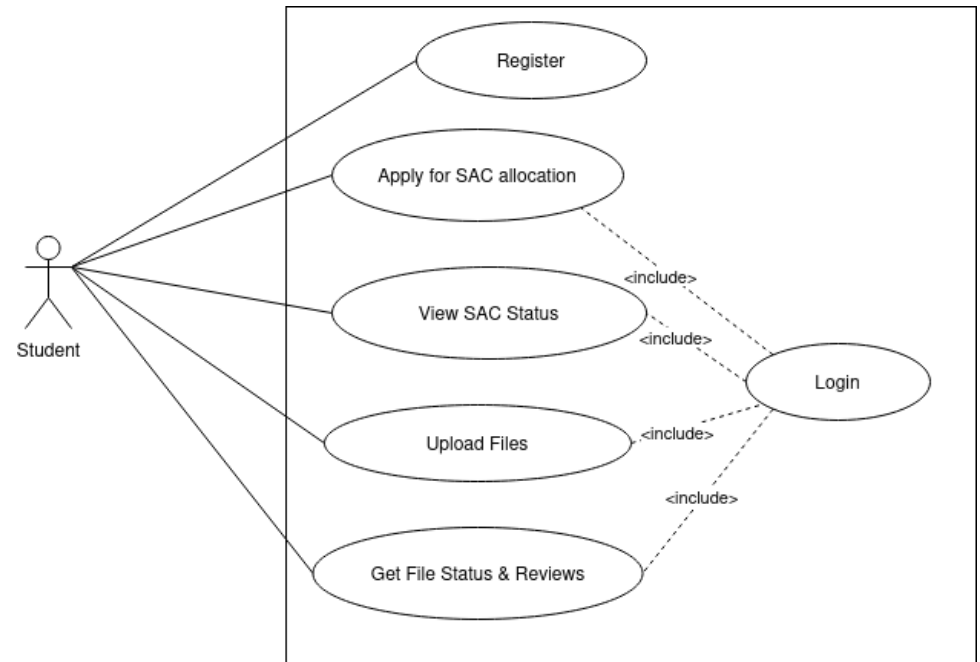 Register
Apply for SAC allocation
<include>
View SAC Status
<include>
Student
Login
Upload Files
<include>
<include>
Get File Status & Reviews